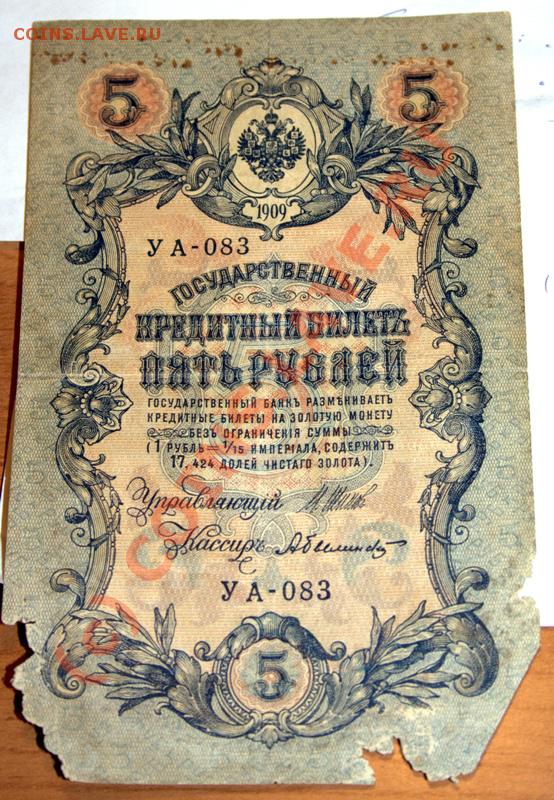 COINS.LAVE.RU
5 5
1909
УА-083
ГОСУДАРСТВЕННЫЙ
КРЕДИТНЫЙ БИЛЕТЪ
ПЯТЬ РУБЛЕЙ
ГОСУДАРСТВЕННЫЙ БАНКЪ РАЗМѢНИВАЕТЪ
КРЕДИТНЫЕ БИЛЕТЫ НА ЗОЛОТУЮ МОНЕТУ
БЕЗЪ ОГРАНИЧЕНІЯ СУММЫ
(1 РУБЛЬ = 1/15 ИМПЕРІАЛА, СОДЕРЖИТЪ
17,424 ДОЛЕЙ ЧИСТАГО ЗОЛОТА).
Управляющій
Кассиръ
УА-083
5